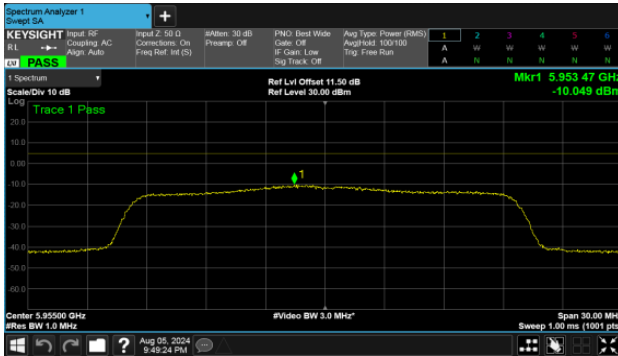 Spectrum Analyzer 1
Swept SA
+
KEYSIGHT
RL
LXI
PASS
Input: RF
Coupling: AC
Align: Auto
Input Z: 50 Ω
Corrections: On
Freq Ref: Int (S)
#Atten: 30 dB
Preamp: Off
PNO: Best Wide
Gate: Off
IF Gain: Low
Sig Track: Off
Avg Type: Power (RMS)
Avg|Hold: 100/100
Trig: Free Run
1 2 3 4 5 6
A W W W W W
A N N N N N
1 Spectrum
Scale/Div 10 dB
Ref Lvl Offset 11.50 dB
Ref Level 30.00 dBm
Mkr1 5.953 47 GHz
-10.049 dBm
Log
Trace 1 Pass
20.0
10.0
0.00
-10.0
-20.0
-30.0
-40.0
-50.0
-60.0
1
Center 5.95500 GHz
#Res BW 1.0 MHz
#Video BW 3.0 MHz*
Span 30.00 MHz
Sweep 1.00 ms (1001 pts)
?
Aug 05, 2024
9:49:24 PM